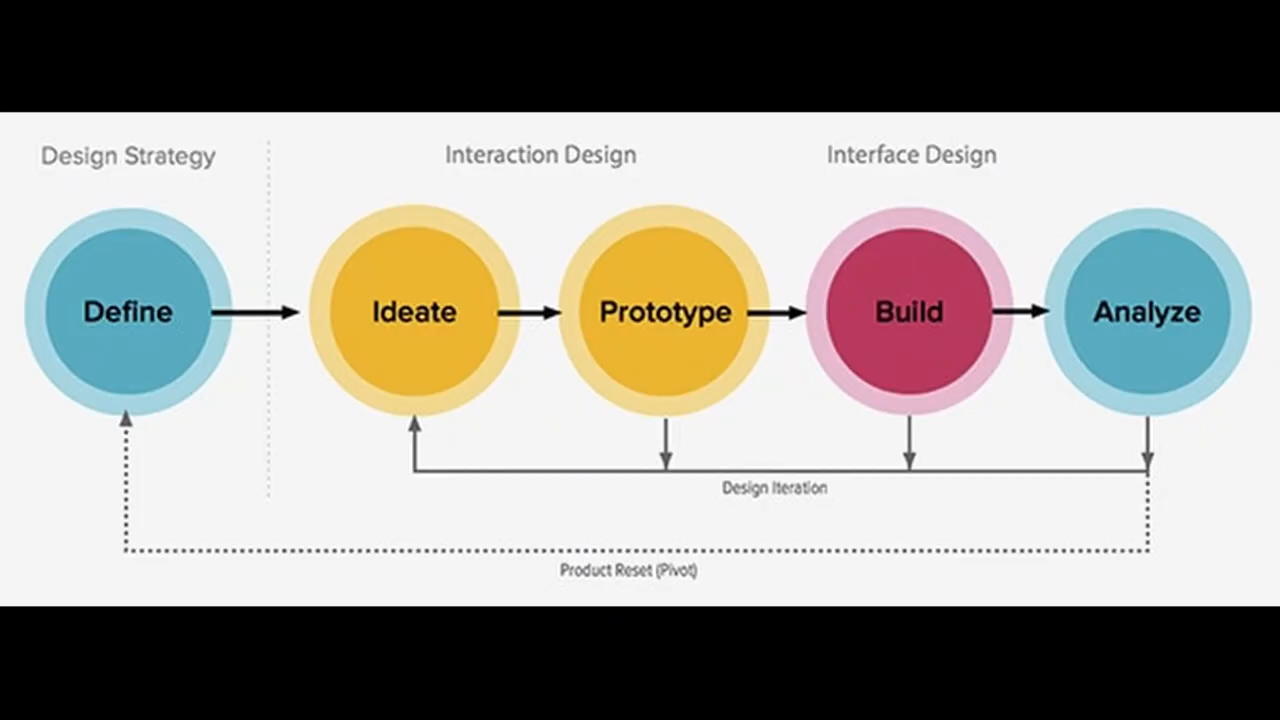 Design Strategy
Interaction Design
Interface Design
Define
Ideate
Prototype
Build
Analyze
Design Iteration
Product Reset (Pivot)